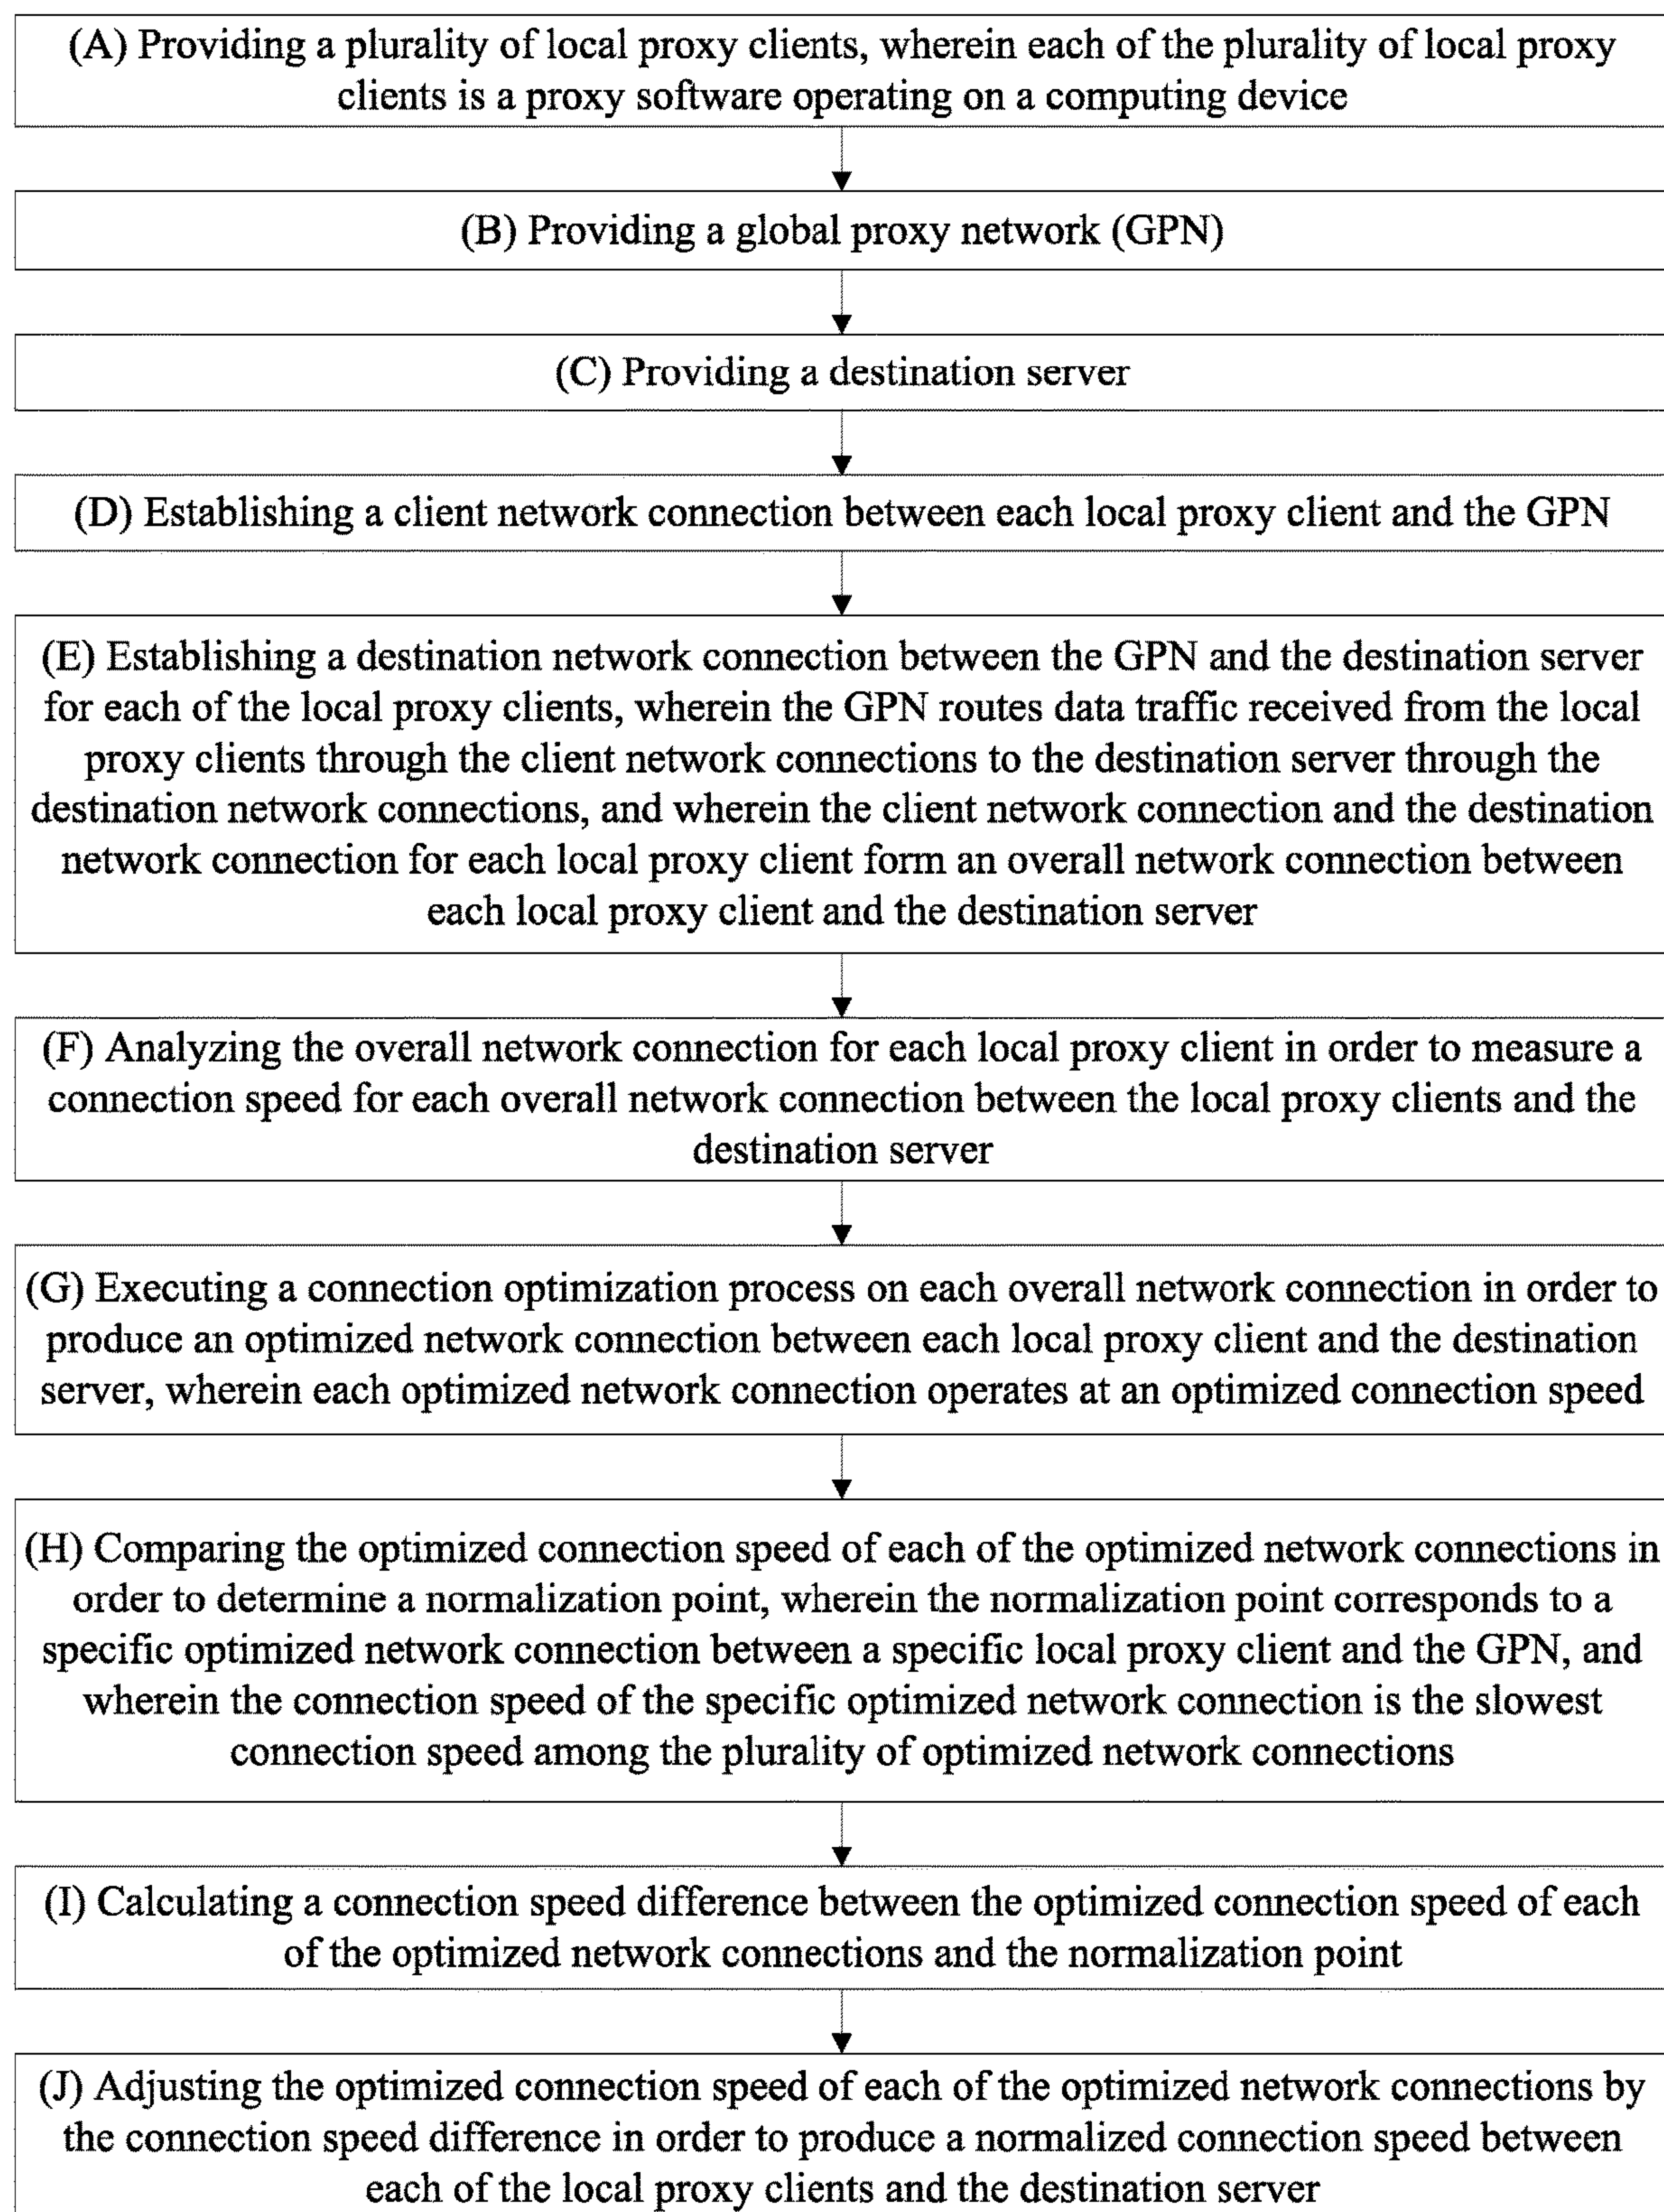 (A) Providing a plurality of local proxy clients, wherein each of the plurality of local proxy
clients is a proxy software operating on a computing device
(B) Providing a global proxy network (GPN)
(C) Providing a destination server
(D) Establishing a client network connection between each local proxy client and the GPN
(E) Establishing a destination network connection between the GPN and the destination server
for each of the local proxy clients, wherein the GPN routes data traffic received from the local
proxy clients through the client network connections to the destination server through the
destination network connections, and wherein the client network connection and the destination
network connection for each local proxy client form an overall network connection between
each local proxy client and the destination server
(F) Analyzing the overall network connection for each local proxy client in order to measure a
connection speed for each overall network connection between the local proxy clients and the
destination server
(G) Executing a connection optimization process on each overall network connection in order to
produce an optimized network connection between each local proxy client and the destination
server, wherein each optimized network connection operates at an optimized connection speed
(H) Comparing the optimized connection speed of each of the optimized network connections in
order to determine a normalization point, wherein the normalization point corresponds to a
specific optimized network connection between a specific local proxy client and the GPN, and
wherein the connection speed of the specific optimized network connection is the slowest
connection speed among the plurality of optimized network connections
(I) Calculating a connection speed difference between the optimized connection speed of each
of the optimized network connections and the normalization point
(J) Adjusting the optimized connection speed of each of the optimized network connections by
the connection speed difference in order to produce a normalized connection speed between
each of the local proxy clients and the destination server